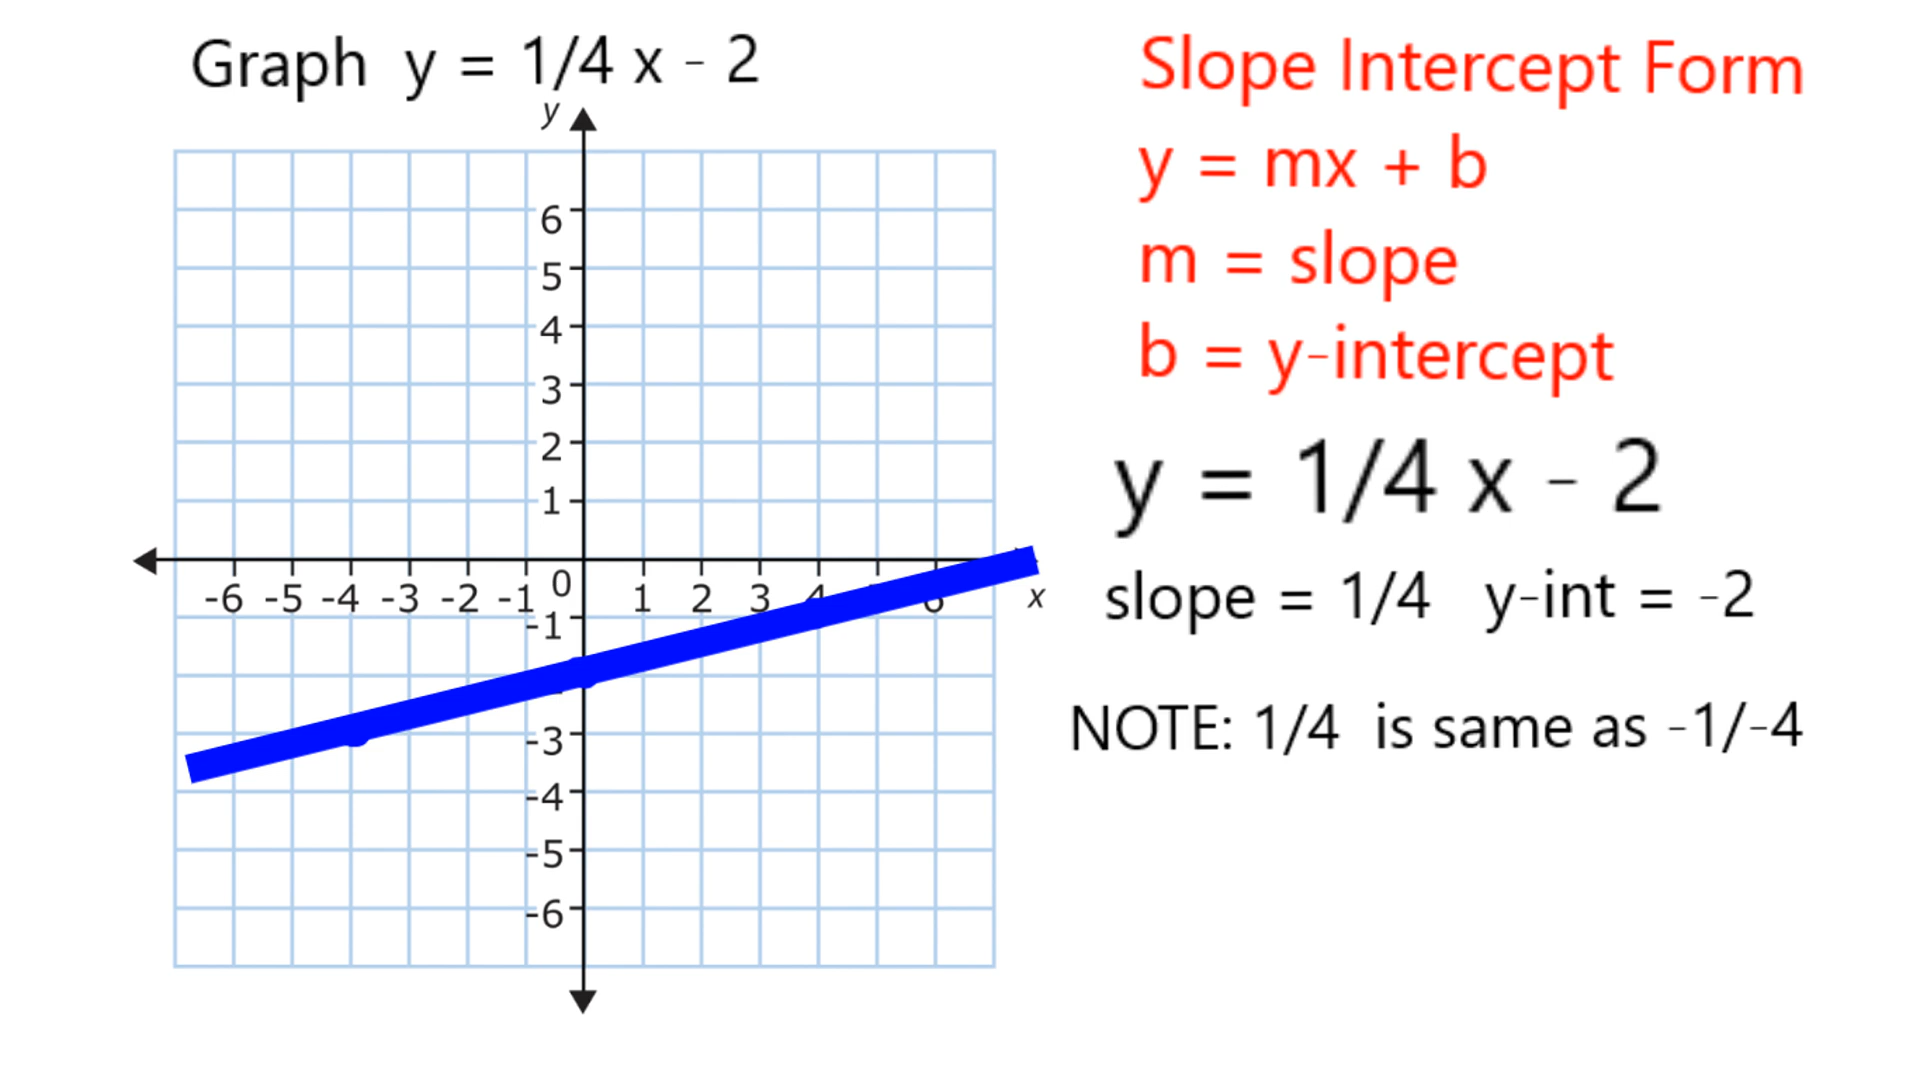 Graph y = 1/4 x - 2
y
6
5
4
3
2
1
-6 -5 -4 -3 -2 -1 0 1 2 3 4 6 x
-1
-3
-4
-5
-6
Slope Intercept Form
y = mx + b
m = slope
b = y-intercept
y = 1/4 x - 2
slope = 1/4 y-int = -2
NOTE: 1/4 is same as -1/-4